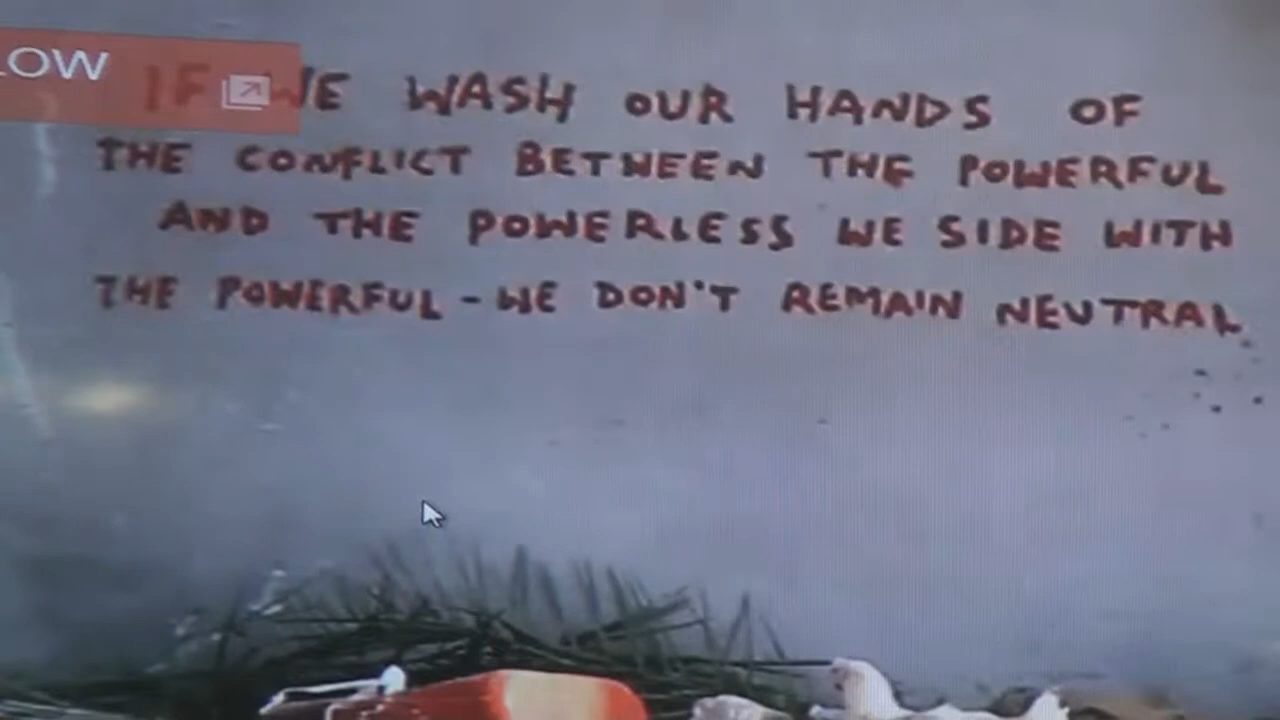 LOW
IF WE WASH OUR HANDS OF
THE CONFLICT BETWEEN THE POWERFUL
AND THE POWERLESS WE SIDE WITH
THE POWERFUL - WE DON'T REMAIN NEUTRAL